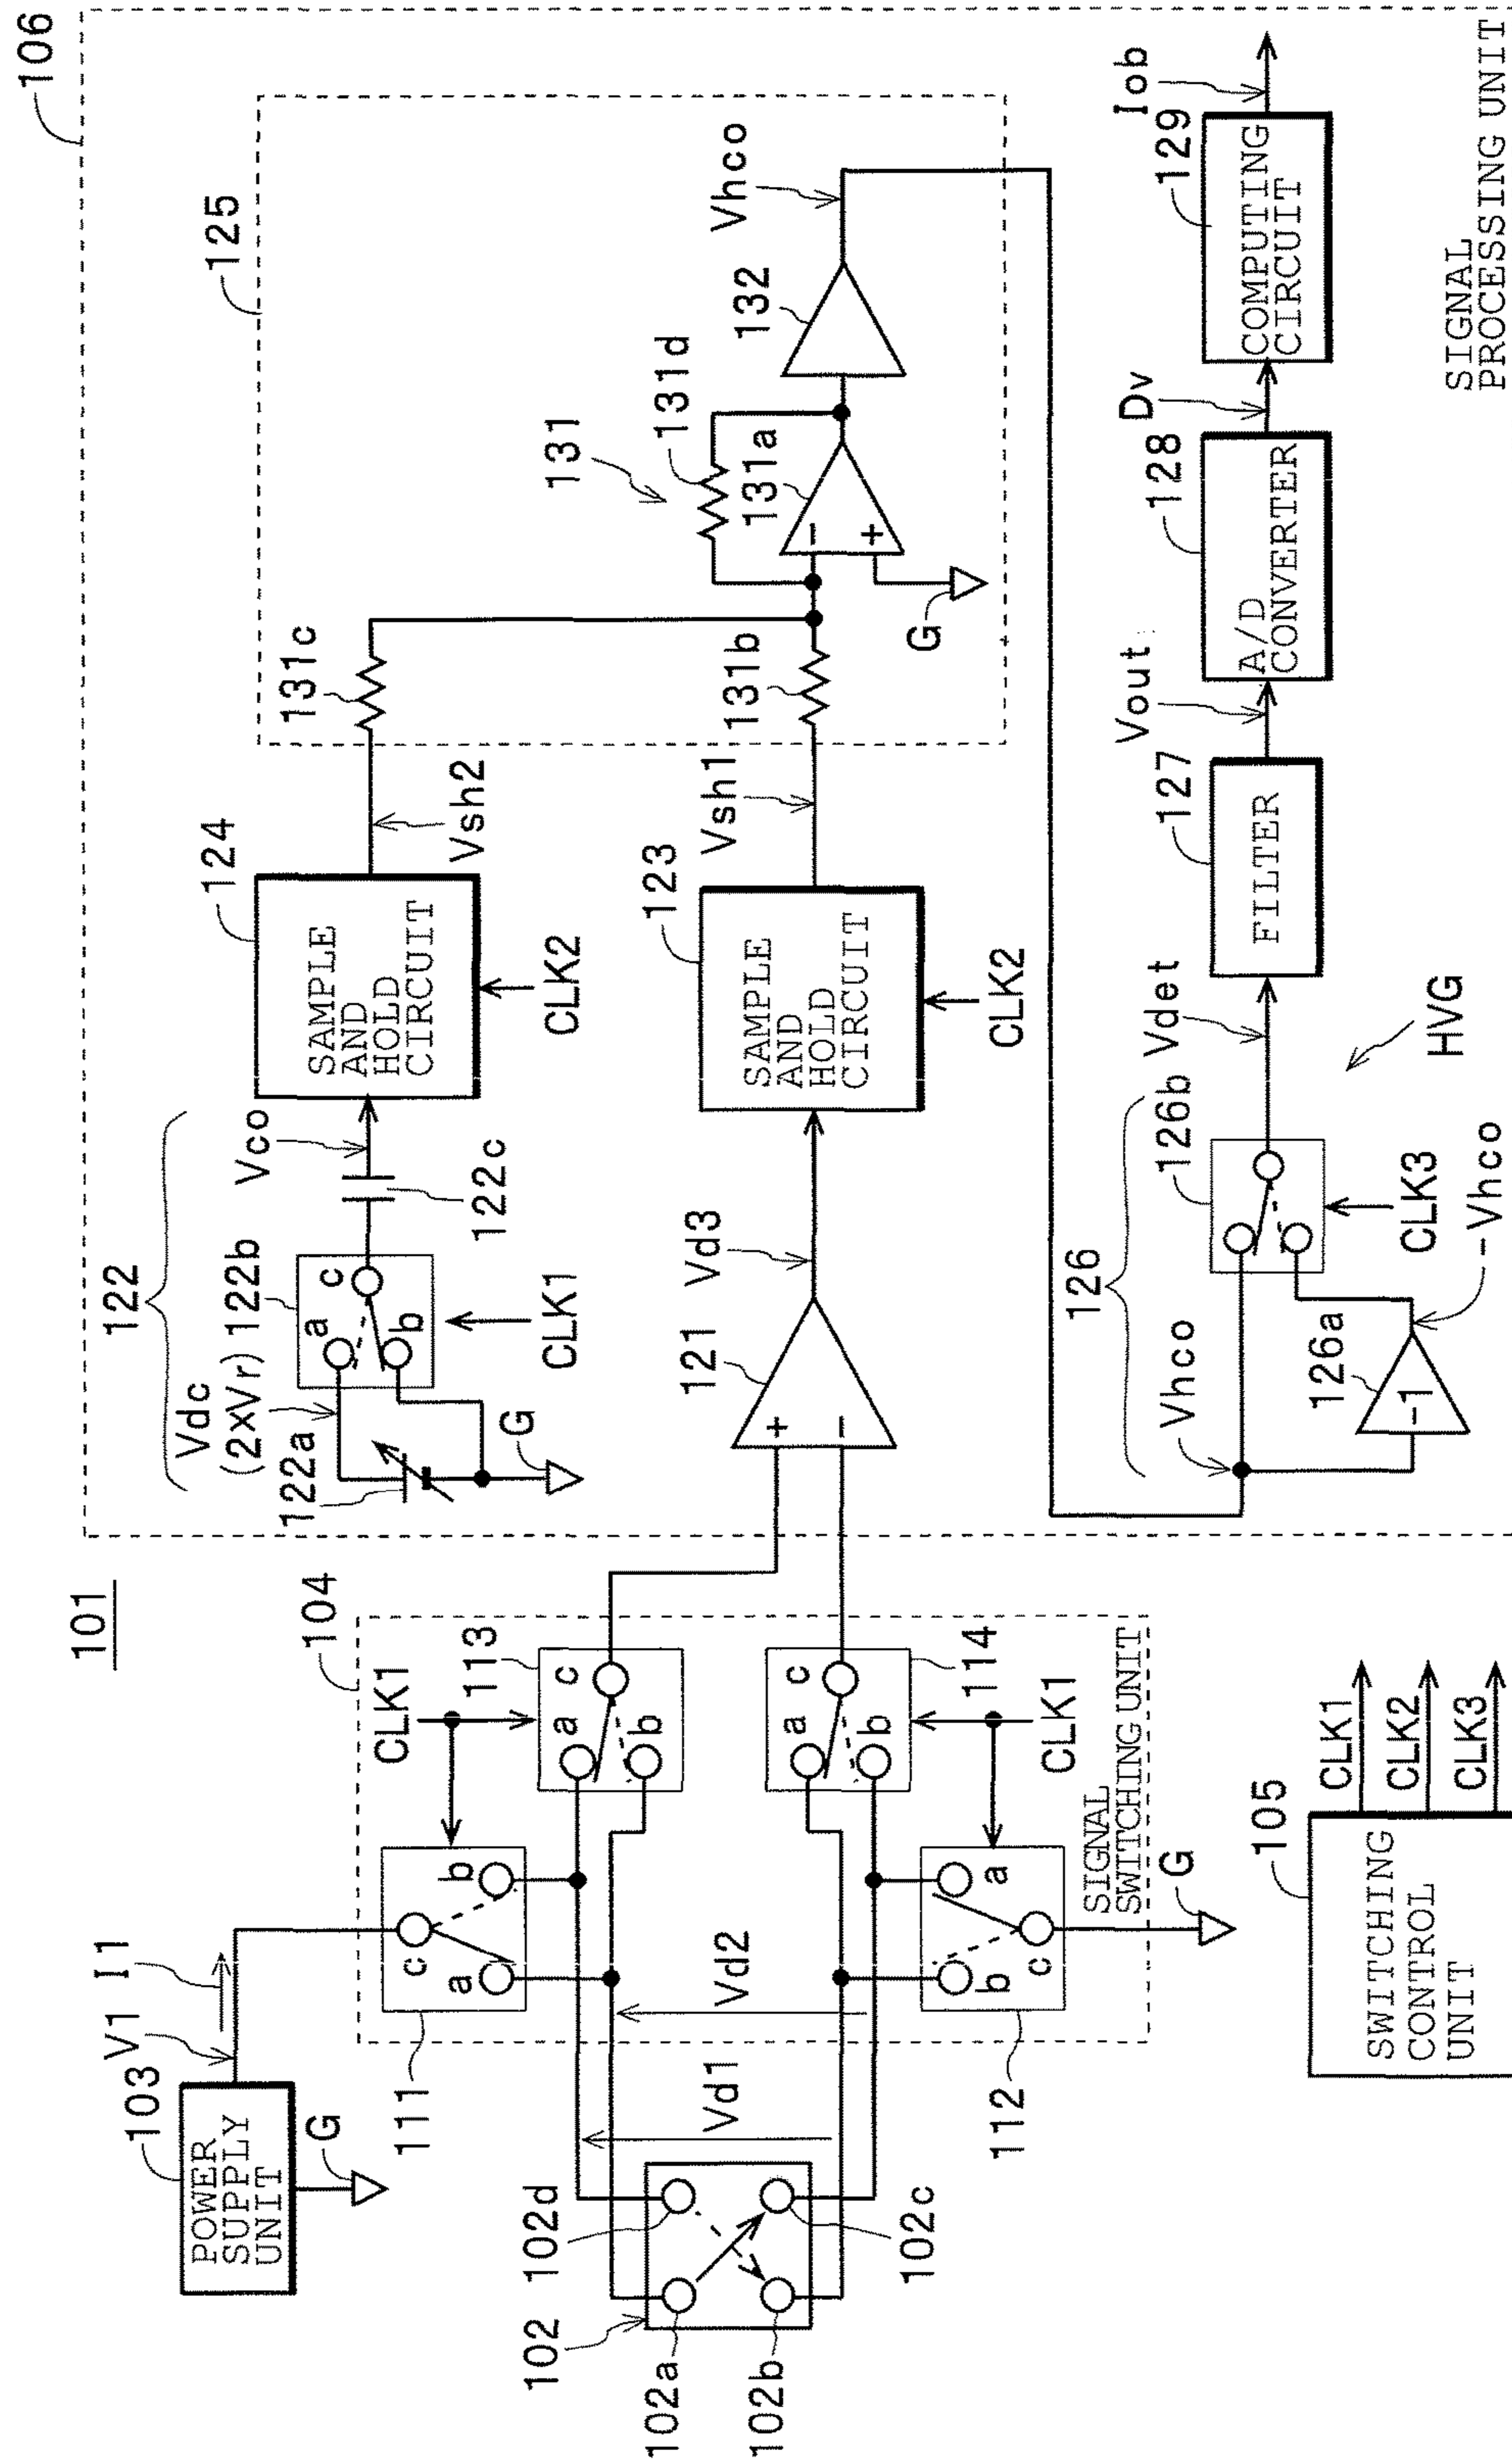 101
106
103
POWER
SUPPLY
UNIT
V1
I1
G
104
111
c
a
b
CLK1
113
a
b
c
102
102a
102b
102c
102d
Vd1
Vd2
114
a
b
c
CLK1
112
a
b
c
SIGNAL
SWITCHING UNIT
G
105
SWITCHING
CONTROL
UNIT
CLK1
CLK2
CLK3
122
Vdc
(2×Vr)
122a
122b
a
b
c
G
CLK1
Vco
122c
124
SAMPLE
AND
HOLD
CIRCUIT
CLK2
Vsh2
121
+
−
Vd3
123
SAMPLE
AND
HOLD
CIRCUIT
CLK2
Vsh1
125
131c
131b
131
131d
131a
−
+
G
132
Vhco
126
Vhco
126a
-1
-Vhco
126b
CLK3
HVG
Vdet
127
FILTER
Vout
128
A/D
CONVERTER
Dv
129
COMPUTING
CIRCUIT
Iob
SIGNAL
PROCESSING UNIT